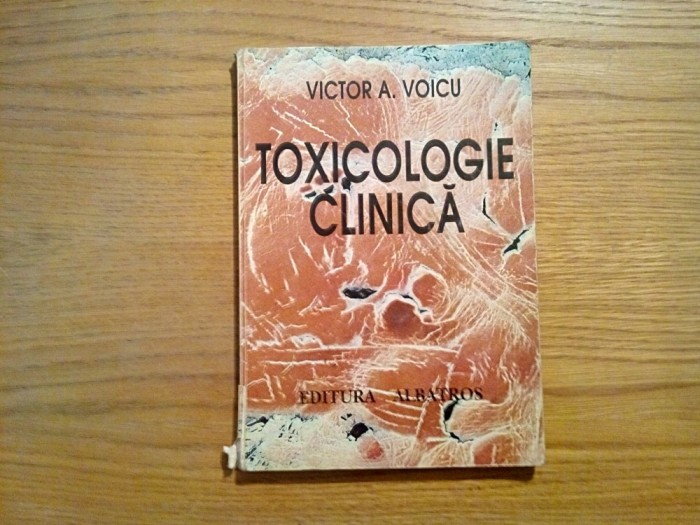 VICTOR A. VOICU
TOXICOLOGIE
CLINICĂ
EDITURA ALBATROS